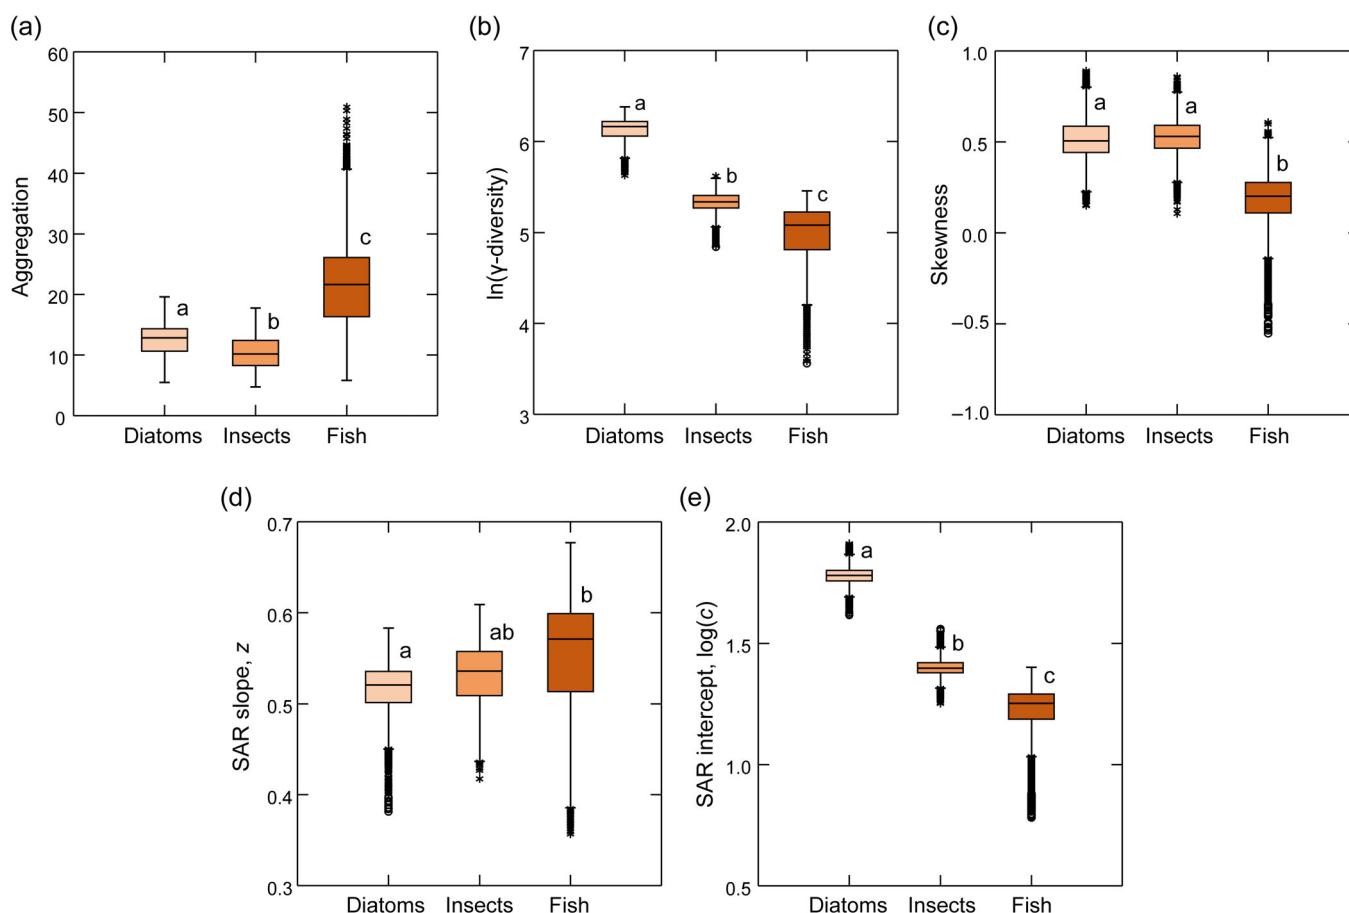 (a)
60
50
40
30
20
10
0
Aggregation
a
b
c
Diatoms Insects Fish
(b)
7
6
5
4
3
ln(γ-diversity)
a
b
c
Diatoms Insects Fish
(c)
1.0
0.5
0.0
–0.5
–1.0
Skewness
a
a
b
Diatoms Insects Fish
(d)
0.7
0.6
0.5
0.4
0.3
SAR slope, z
a
ab
b
Diatoms Insects Fish
(e)
2.0
1.5
1.0
0.5
SAR intercept, log(c)
a
b
c
Diatoms Insects Fish